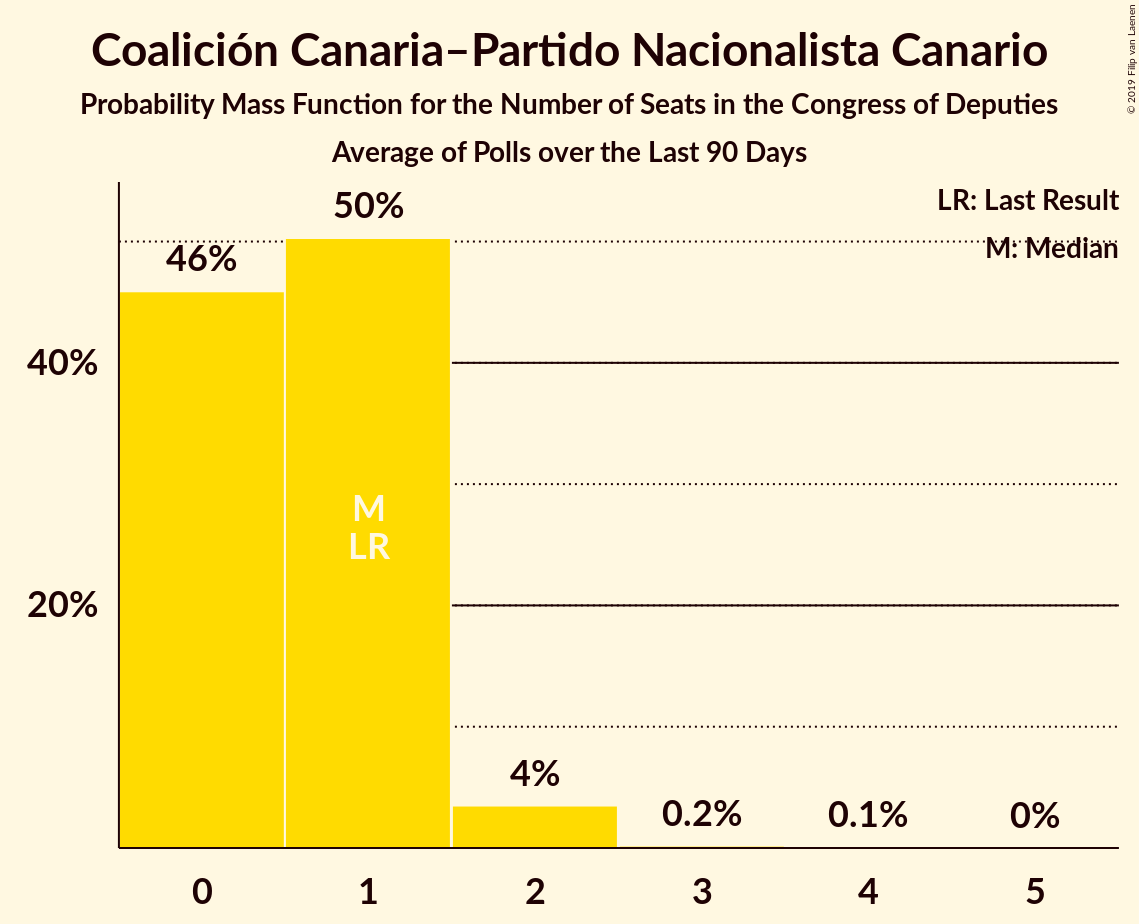 Coalición Canaria–Partido Nacionalista Canario
Probability Mass Function for the Number of Seats in the Congress of Deputies
Average of Polls over the Last 90 Days
© 2019 Filip van Laenen
LR: Last Result
M: Median
50%
46%
40%
M
LR
20%
4%
0.2%
0.1%
0%
0 1 2 3 4 5